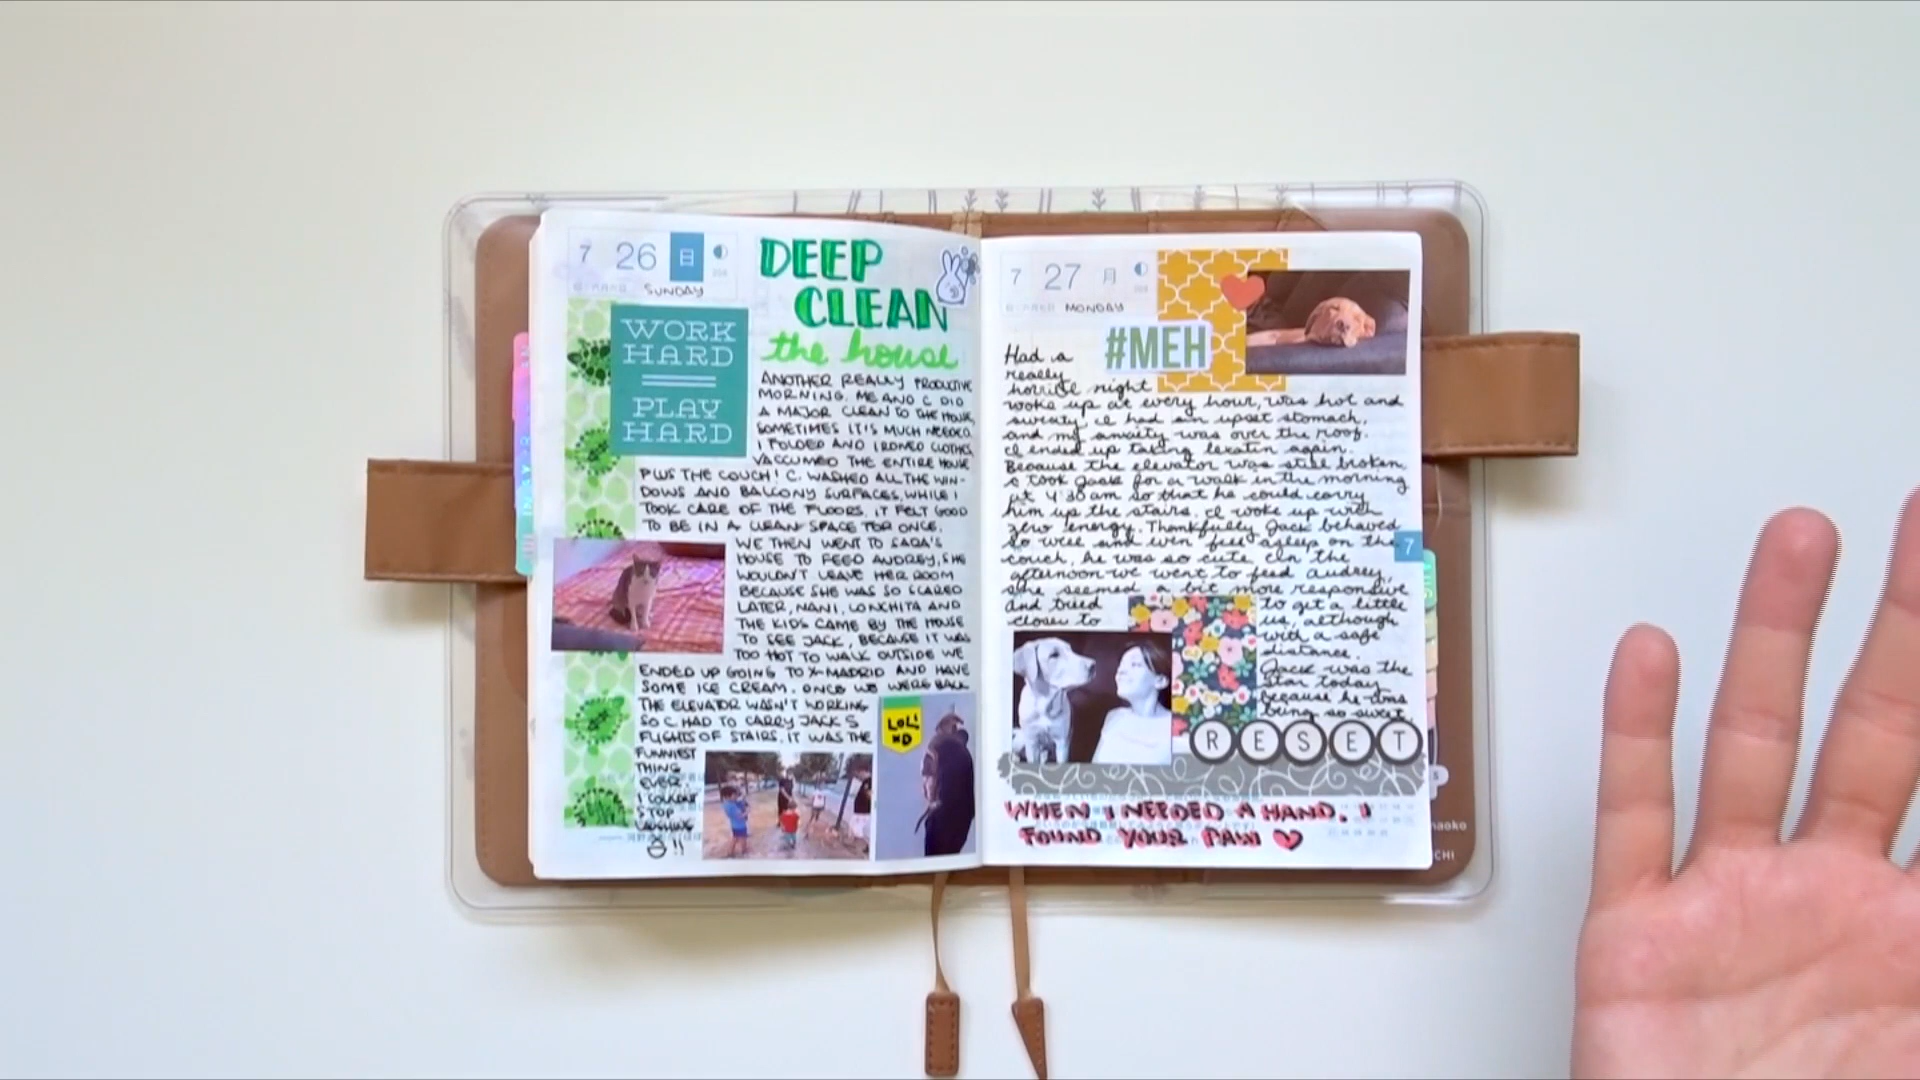 7 26 日
SUNDAY
DEEP
CLEAN
the house
WORK
HARD
PLAY
HARD
ANOTHER REALLY PRODUCTIVE
MORNING. ME AND C DID
A MAJOR CLEAN TO THE HOUSE,
SOMETIMES IT'S MUCH NEEDED.
I FOLDED AND IRONED CLOTHES,
VACCUMED THE ENTIRE HOUSE
PLUS THE COUCH! C. WASHED ALL THE WIN-
DOWS AND BALCONY SURFACES, WHILE I
TOOK CARE OF THE FLOORS. IT FELT GOOD
TO BE IN A CLEAN SPACE FOR ONCE.
WE THEN WENT TO SARA'S
HOUSE TO FEED AUDREY, SHE
WOULDN'T LEAVE HER ROOM
BECAUSE SHE WAS SO SCARED
LATER, NANI, CONCHITA AND
THE KIDS CAME BY THE HOUSE
TO SEE JACK, BECAUSE IT WAS
TOO HOT TO WALK OUTSIDE WE
ENDED UP GOING TO X-MADRID AND HAVE
SOME ICE CREAM. ONCE WE WERE BACK
THE ELEVATOR WASN'T WORKING
SO C HAD TO CARRY JACK 5
FLIGHTS OF STAIRS. IT WAS THE
FUNNIEST
THING
EVER.
I COULDN'T
STOP
LAUGHING
!!
LOL!
XD
7 27 月
MONDAY
#MEH
Had a
really
horrible night
woke up at every hour, was hot and
sweaty, I had an upset stomach,
and my anxiety was over the roof.
I ended up taking lexatin again.
Because the elevator was still broken,
c took Jack for a walk in the morning
at 4:30am so that he could carry
him up the stairs. I woke up with
zero energy. Thankfully Jack behaved
so well and even fell asleep on the
couch, he was so cute. In the
afternoon we went to feed Audrey,
she seemed a bit more responsive
and tried to get a little
closer to us, although
with a safe
distance.
Jack was the
star today
because he was
being so sweet.
7
RESET
WHEN I NEEDED A HAND, I
FOUND YOUR PAW